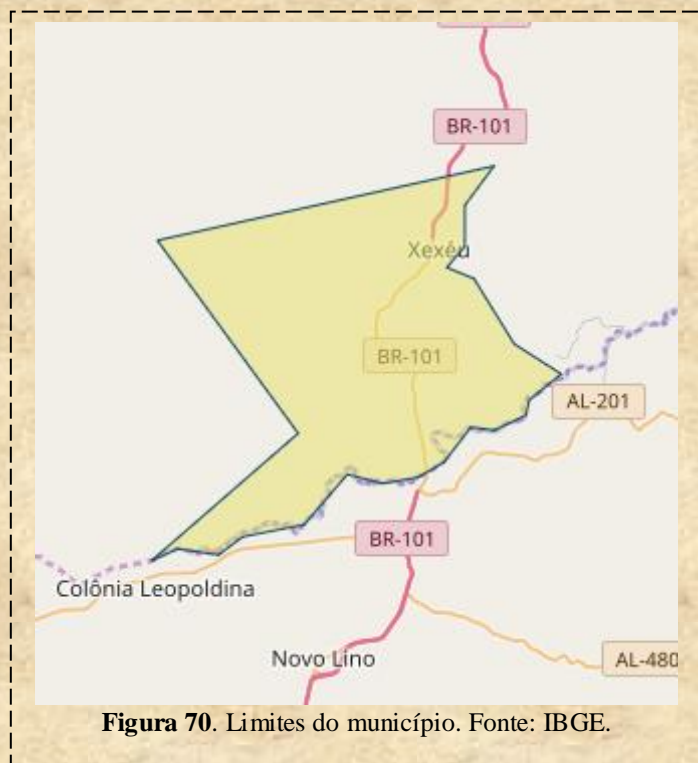 BR-101
Xexéu
BR-101
AL-201
BR-101
Colônia Leopoldina
Novo Lino
AL-480
Figura 70. Limites do município. Fonte: IBGE.